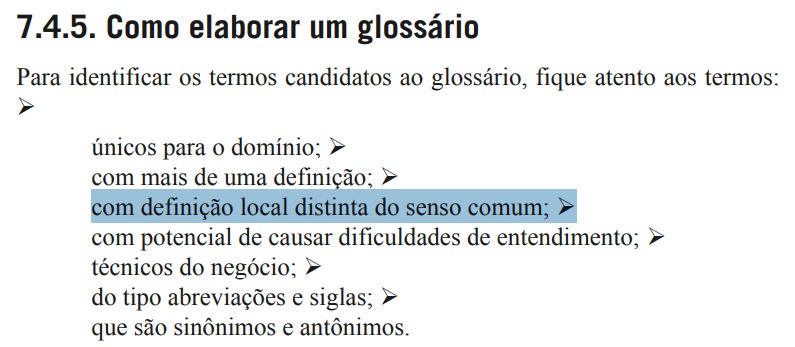 7.4.5. Como elaborar um glossário
Para identificar os termos candidatos ao glossário, fique atento aos termos:
➢
únicos para o domínio; ➢
com mais de uma definição; ➢
com definição local distinta do senso comum; ➢
com potencial de causar dificuldades de entendimento; ➢
técnicos do negócio; ➢
do tipo abreviações e siglas; ➢
que são sinônimos e antônimos.